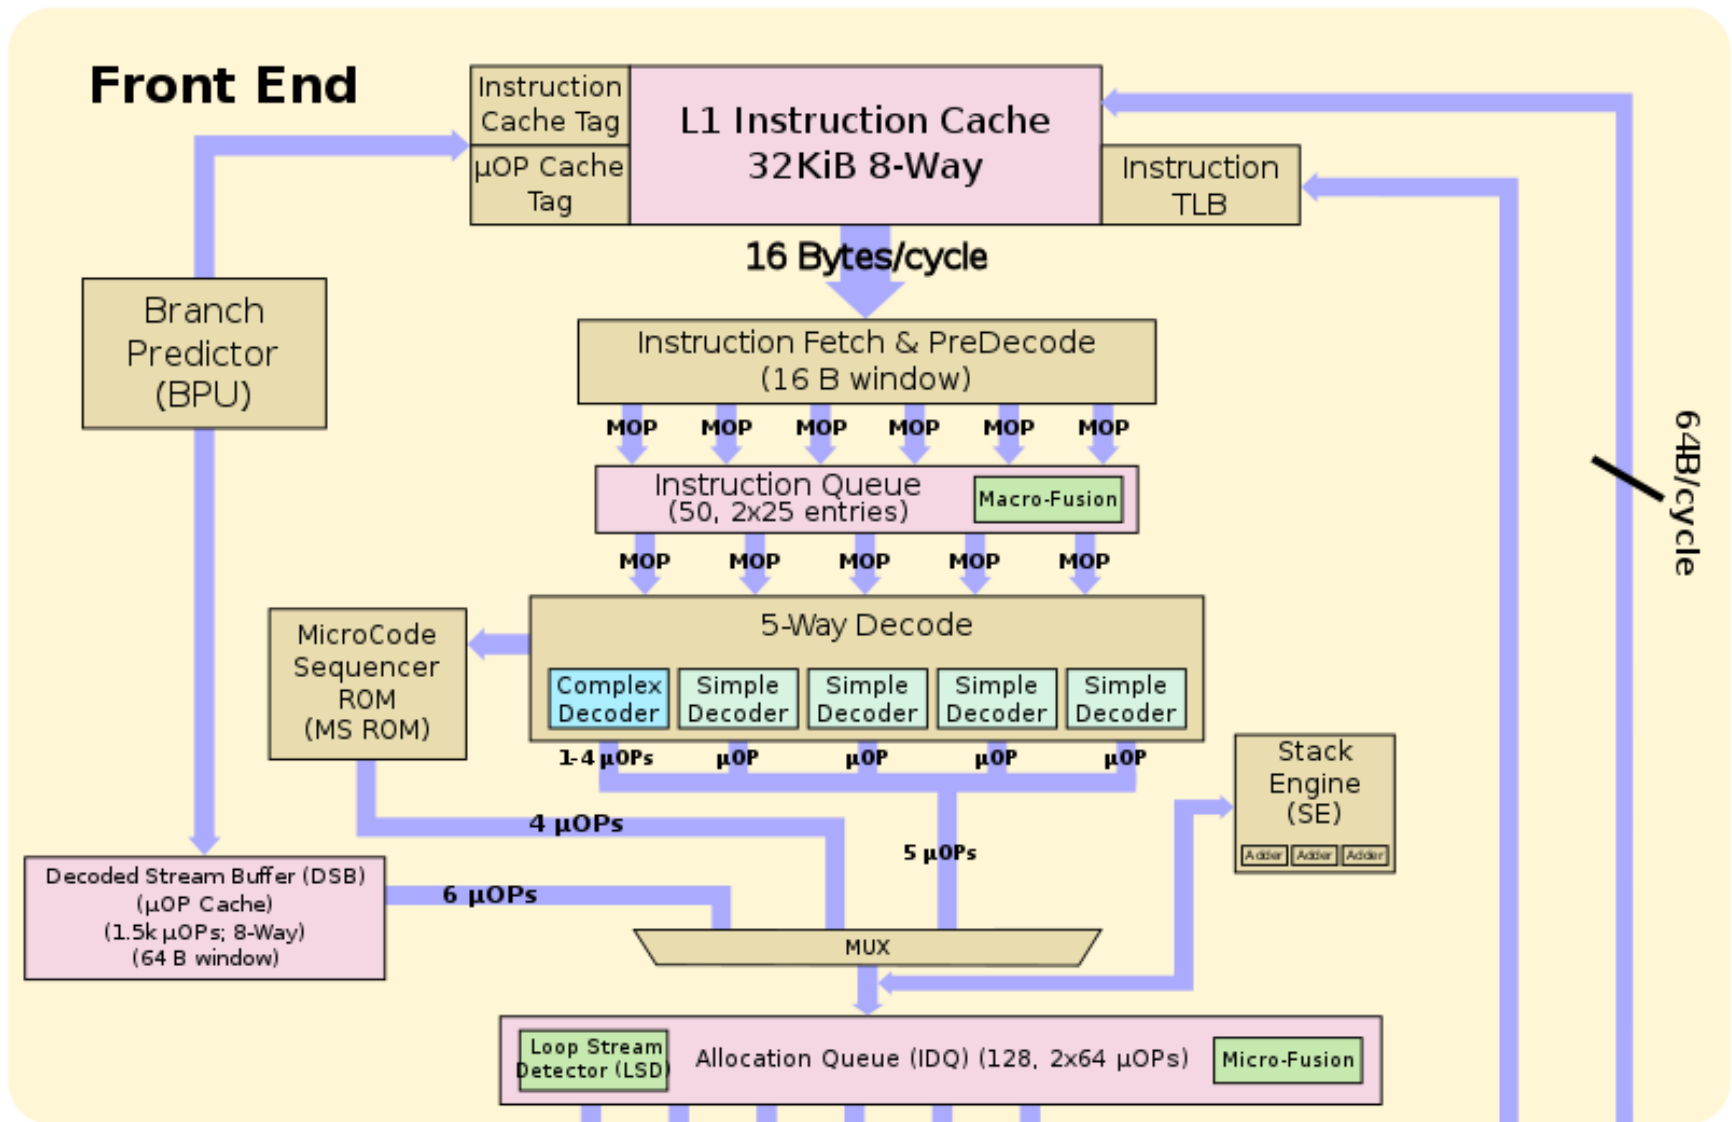 Front End
Instruction
Cache Tag
µOP Cache
Tag
L1 Instruction Cache
32KiB 8-Way
Instruction
TLB
16 Bytes/cycle
Branch
Predictor
(BPU)
Instruction Fetch & PreDecode
(16 B window)
MOP MOP MOP MOP MOP MOP
Instruction Queue
(50, 2x25 entries)
Macro-Fusion
64B/cycle
MOP MOP MOP MOP MOP
5-Way Decode
MicroCode
Sequencer
ROM
(MS ROM)
Complex
Decoder
Simple
Decoder
Simple
Decoder
Simple
Decoder
Simple
Decoder
1-4 µOPs µOP µOP µOP µOP
Stack
Engine
(SE)
Adder Adder Adder
4 µOPs
5 µOPs
Decoded Stream Buffer (DSB)
(µOP Cache)
(1.5k µOPs; 8-Way)
(64 B window)
6 µOPs
MUX
Loop Stream
Detector (LSD)
Allocation Queue (IDQ) (128, 2x64 µOPs)
Micro-Fusion